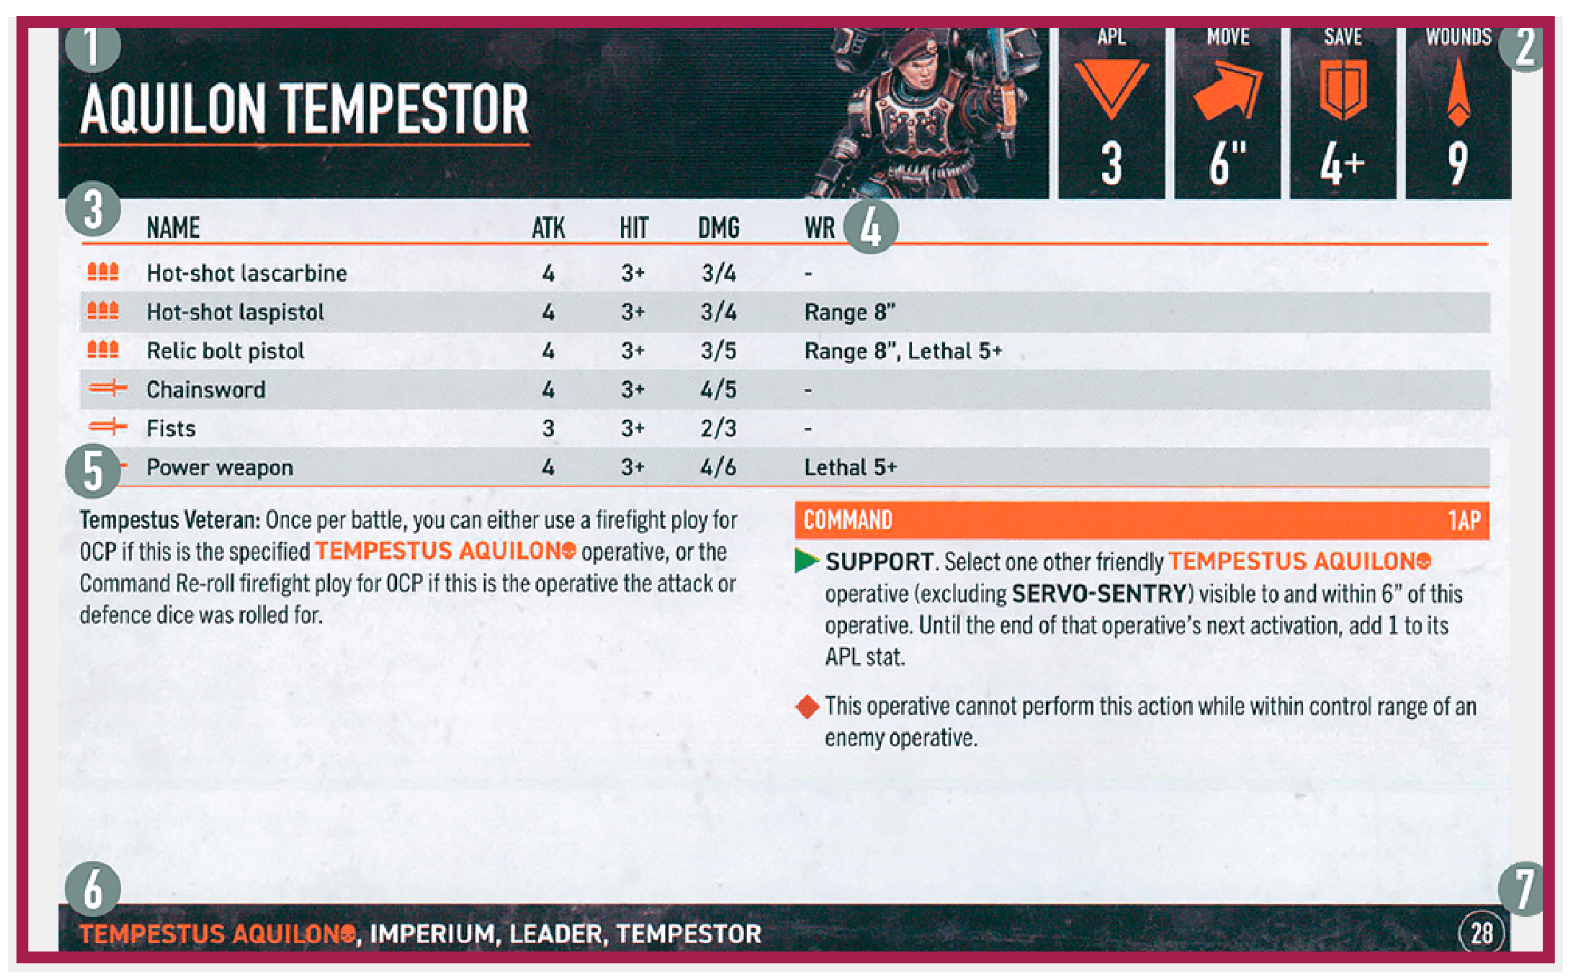 1
APL MOVE SAVE WOUNDS 2
AQUILON TEMPESTOR
3 6" 4+ 9
3
NAME ATK HIT DMG WR 4
Hot-shot lascarbine 4 3+ 3/4 -
Hot-shot laspistol 4 3+ 3/4 Range 8”
Relic bolt pistol 4 3+ 3/5 Range 8”, Lethal 5+
Chainsword 4 3+ 4/5 -
Fists 3 3+ 2/3 -
5 Power weapon 4 3+ 4/6 Lethal 5+
Tempestus Veteran: Once per battle, you can either use a firefight ploy for
0CP if this is the specified TEMPESTUS AQUILON operative, or the
Command Re-roll firefight ploy for 0CP if this is the operative the attack or
defence dice was rolled for.
COMMAND 1AP
SUPPORT. Select one other friendly TEMPESTUS AQUILON
operative (excluding SERVO-SENTRY) visible to and within 6” of this
operative. Until the end of that operative’s next activation, add 1 to its
APL stat.
This operative cannot perform this action while within control range of an
enemy operative.
6
7
TEMPESTUS AQUILON, IMPERIUM, LEADER, TEMPESTOR 28